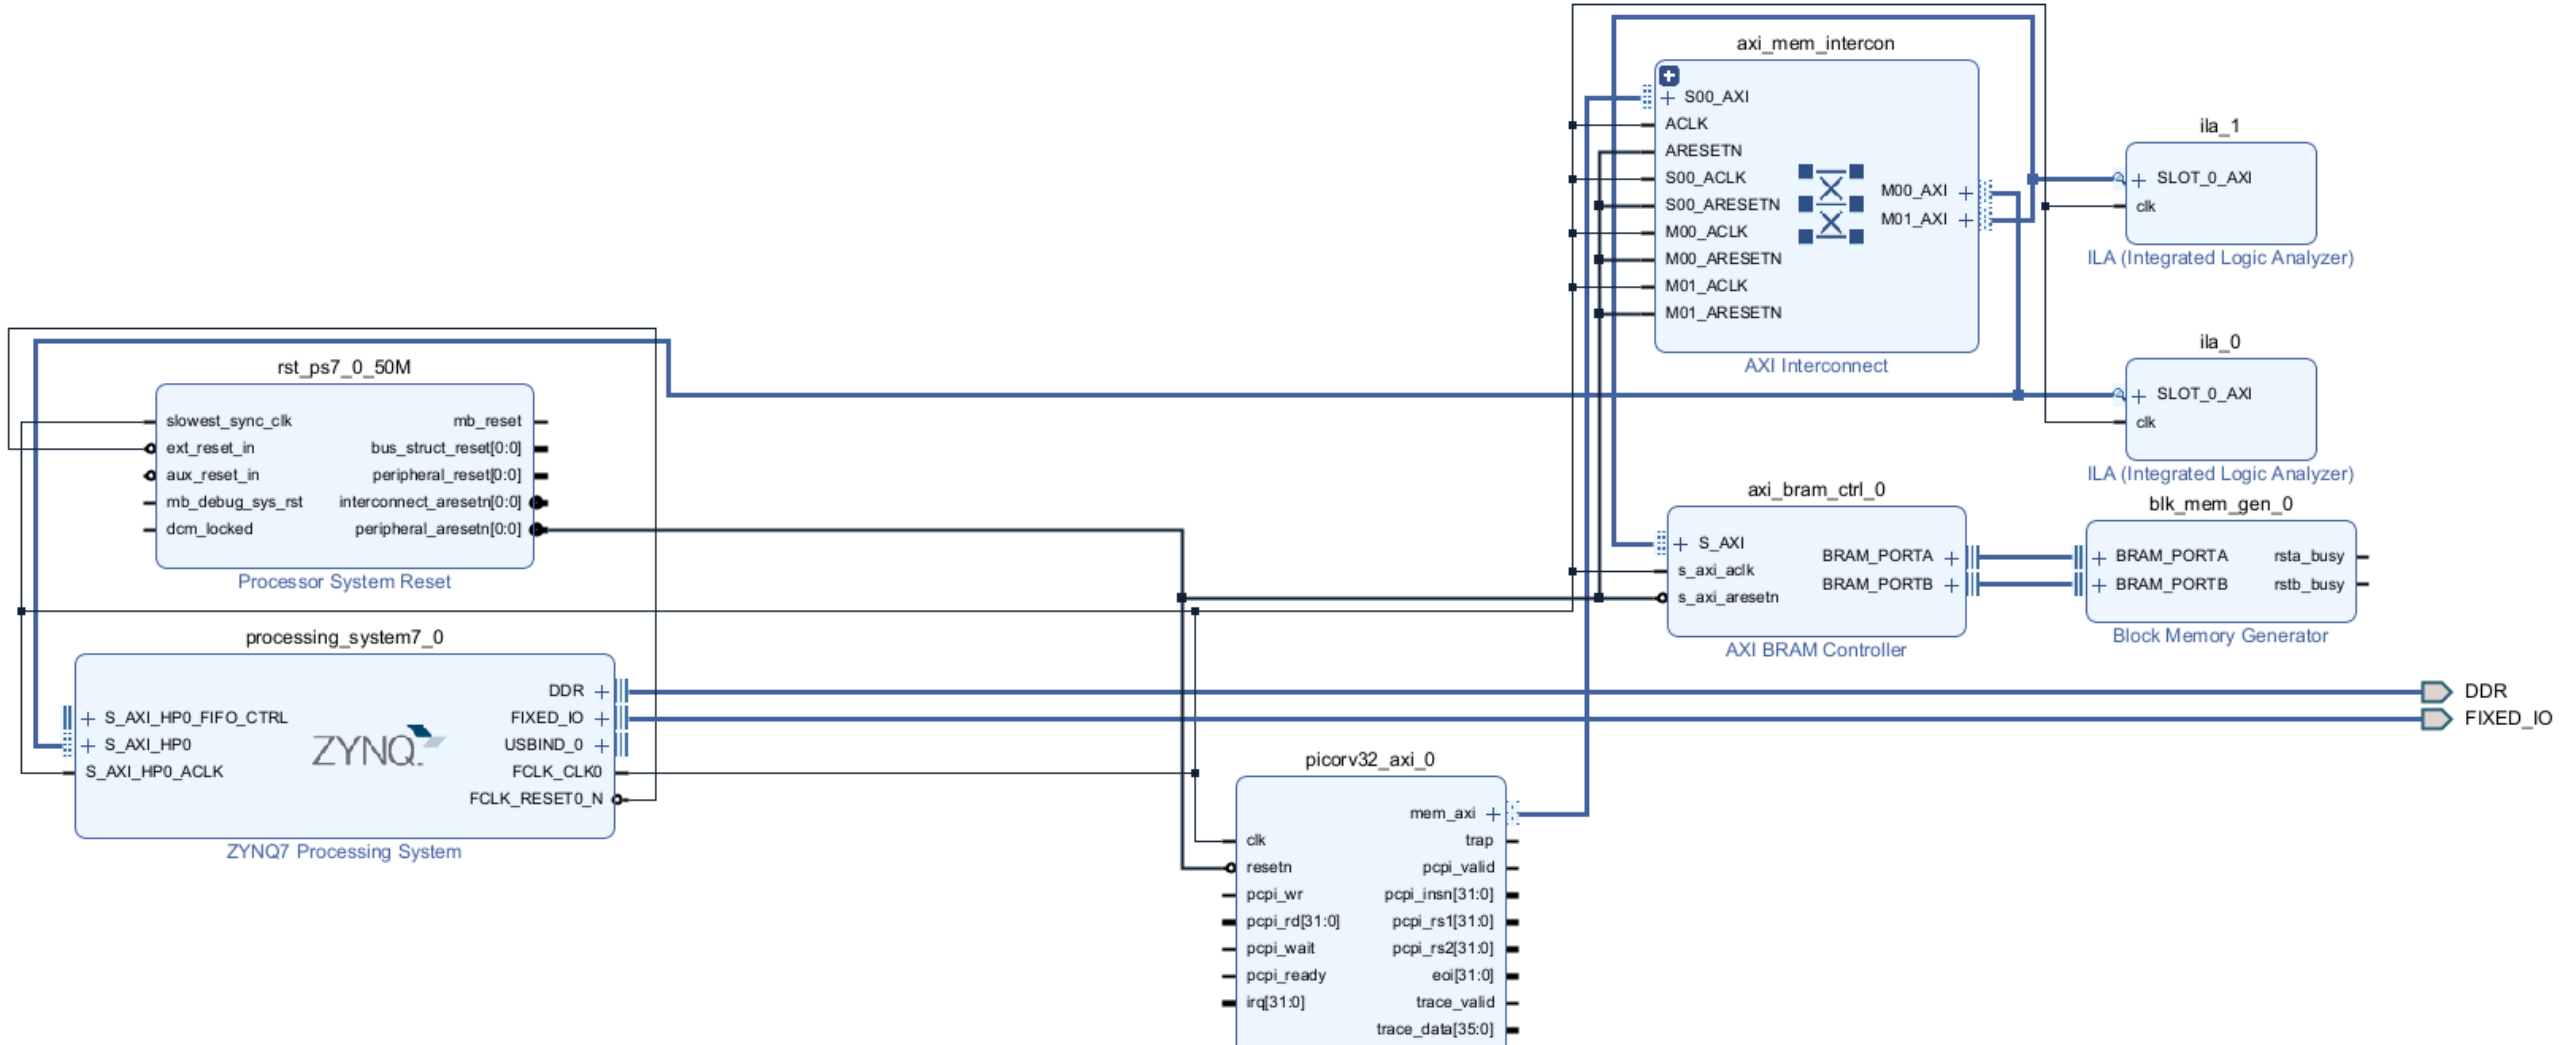 axi_mem_intercon
S00_AXI
ACLK
ARESETN
S00_ACLK
S00_ARESETN
M00_ACLK
M00_ARESETN
M01_ACLK
M01_ARESETN
M00_AXI
M01_AXI
AXI Interconnect
ila_1
SLOT_0_AXI
clk
ILA (Integrated Logic Analyzer)
ila_0
SLOT_0_AXI
clk
ILA (Integrated Logic Analyzer)
rst_ps7_0_50M
slowest_sync_clk
ext_reset_in
aux_reset_in
mb_debug_sys_rst
dcm_locked
mb_reset
bus_struct_reset[0:0]
peripheral_reset[0:0]
interconnect_aresetn[0:0]
peripheral_aresetn[0:0]
Processor System Reset
axi_bram_ctrl_0
S_AXI
s_axi_aclk
s_axi_aresetn
BRAM_PORTA
BRAM_PORTB
AXI BRAM Controller
blk_mem_gen_0
BRAM_PORTA
BRAM_PORTB
rsta_busy
rstb_busy
Block Memory Generator
processing_system7_0
S_AXI_HP0_FIFO_CTRL
S_AXI_HP0
S_AXI_HP0_ACLK
ZYNQ
DDR
FIXED_IO
USBIND_0
FCLK_CLK0
FCLK_RESET0_N
ZYNQ7 Processing System
DDR
FIXED_IO
picorv32_axi_0
clk
resetn
pcpi_wr
pcpi_rd[31:0]
pcpi_wait
pcpi_ready
irq[31:0]
mem_axi
trap
pcpi_valid
pcpi_insn[31:0]
pcpi_rs1[31:0]
pcpi_rs2[31:0]
eoi[31:0]
trace_valid
trace_data[35:0]